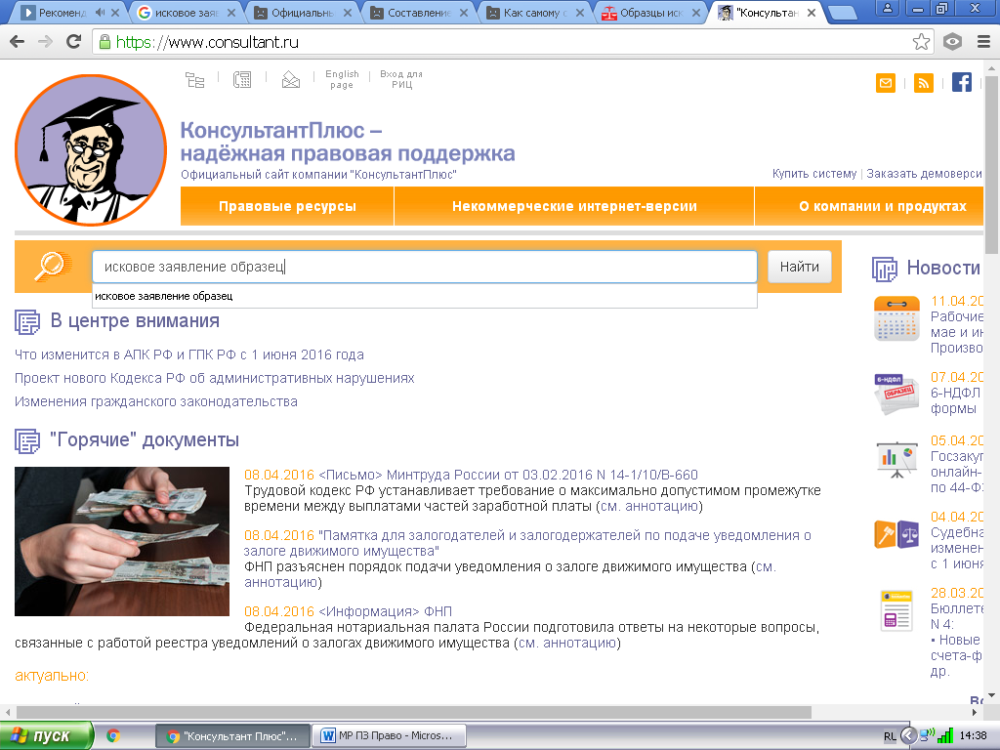 Рекоменд
исковое зая
Официальны
Составление
Как самому с
Образцы иск
"Консультан
https://www.consultant.ru
English page
Вход для РИЦ
КонсультантПлюс –
надёжная правовая поддержка
Официальный сайт компании "КонсультантПлюс"
Купить систему | Заказать демоверси
Правовые ресурсы
Некоммерческие интернет-версии
О компании и продуктах
исковое заявление образец
Найти
исковое заявление образец
В центре внимания
Что изменится в АПК РФ и ГПК РФ с 1 июня 2016 года
Проект нового Кодекса РФ об административных нарушениях
Изменения гражданского законодательства
"Горячие" документы
08.04.2016 <Письмо> Минтруда России от 03.02.2016 N 14-1/10/В-660
Трудовой кодекс РФ устанавливает требование о максимально допустимом промежутке
времени между выплатами частей заработной платы (см. аннотацию)
08.04.2016 "Памятка для залогодателей и залогодержателей по подаче уведомления о
залоге движимого имущества"
ФНП разъяснен порядок подачи уведомления о залоге движимого имущества (см.
аннотацию)
08.04.2016 <Информация> ФНП
Федеральная нотариальная палата России подготовила ответы на некоторые вопросы,
связанные с работой реестра уведомлений о залогах движимого имущества (см. аннотацию)
актуально:
Новости
11.04.20
Рабочие
мае и ин
Произво
6-НДФЛ
ОБРАЗЕЦ
07.04.20
6-НДФЛ
формы
05.04.20
Госзакуп
онлайн-
по 44-Ф
04.04.20
Судебна
изменен
с 1 июня
28.03.20
Бюллете
N 4:
• Новые
счета-ф
др.
пуск
"Консультант Плюс"...
МР ПЗ Право - Micros...
RL
14:38